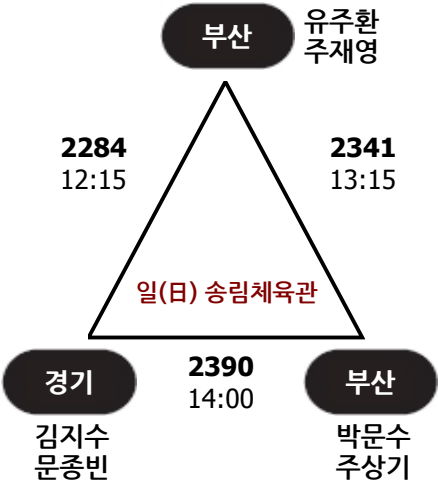 부산
유주환
주재영
2284
12:15
2341
13:15
일(日) 송림체육관
경기
김지수
문종빈
2390
14:00
부산
박문수
주상기